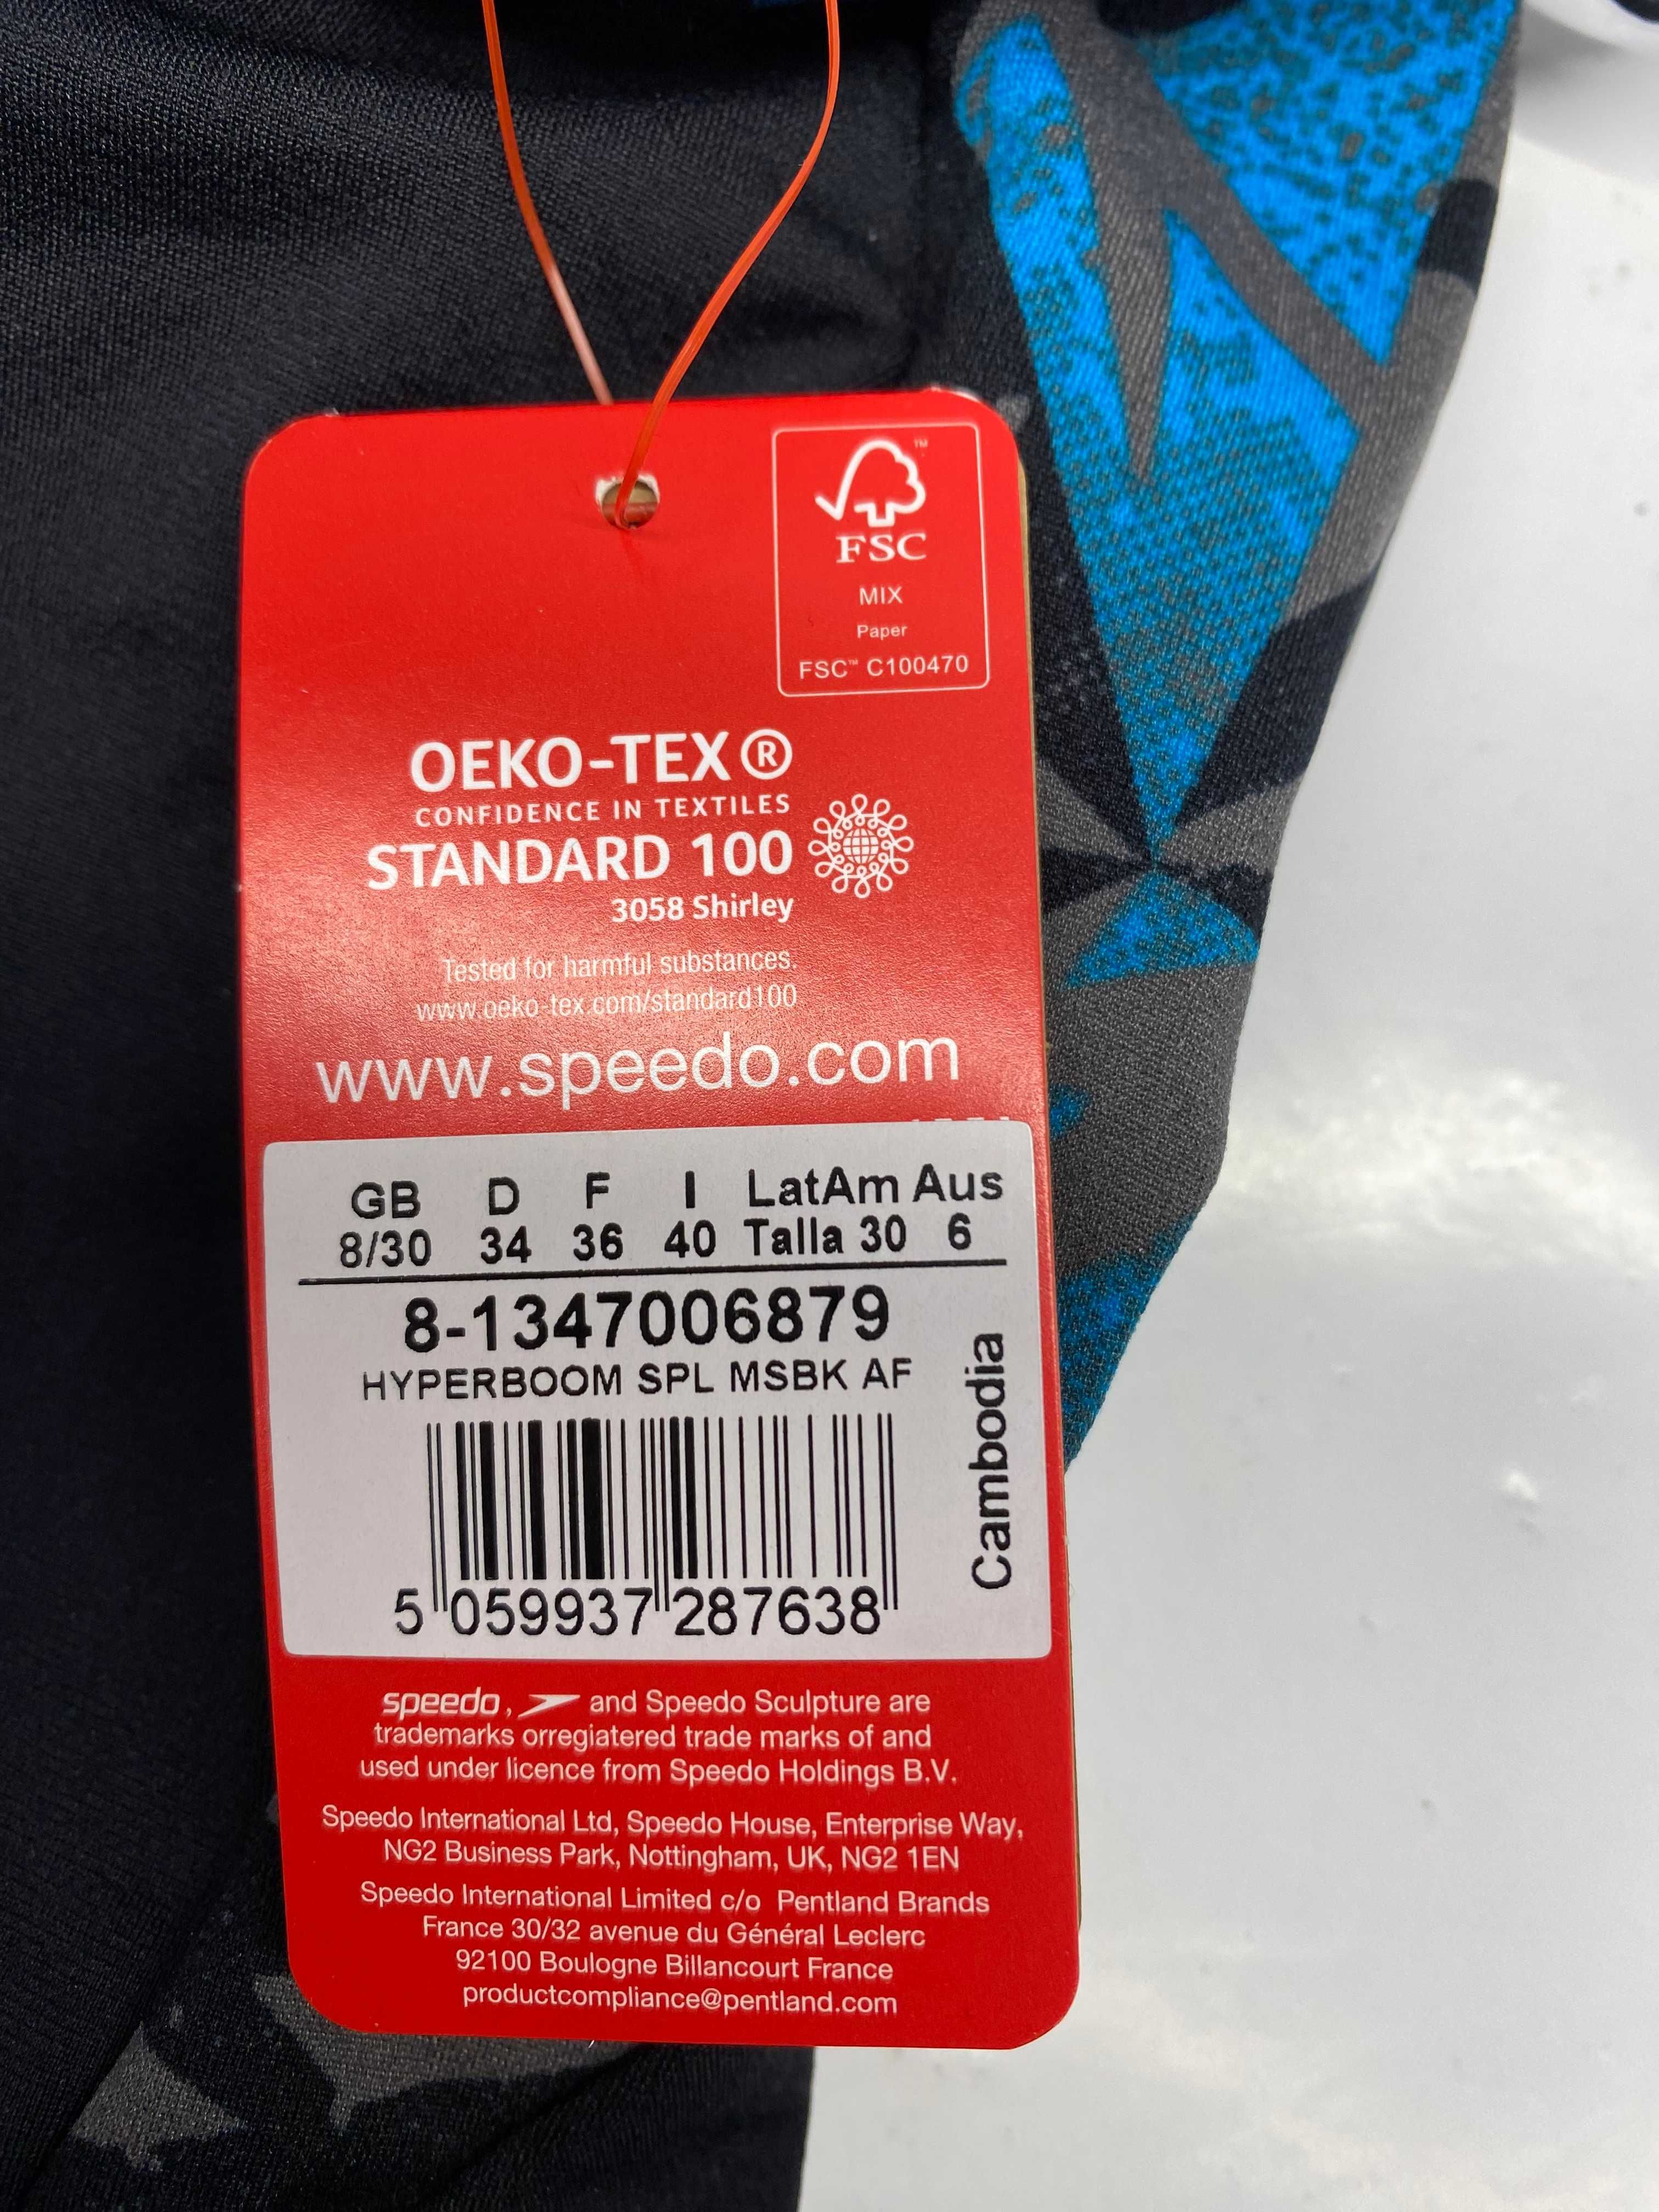 ™
FSC
MIX
Paper
FSC™ C100470
OEKO-TEX®
CONFIDENCE IN TEXTILES
STANDARD 100
3058 Shirley
Tested for harmful substances.
www.oeko-tex.com/standard100
www.speedo.com
GB D F I LatAm Aus
8/30 34 36 40 Talla 30 6
8-1347006879
HYPERBOOM SPL MSBK AF
Cambodia
5 059937 287638
speedo, and Speedo Sculpture are
trademarks orregiatered trade marks of and
used under licence from Speedo Holdings B.V.
Speedo International Ltd, Speedo House, Enterprise Way,
NG2 Business Park, Nottingham, UK, NG2 1EN
Speedo International Limited c/o Pentland Brands
France 30/32 avenue du Général Leclerc
92100 Boulogne Billancourt France
productcompliance@pentland.com